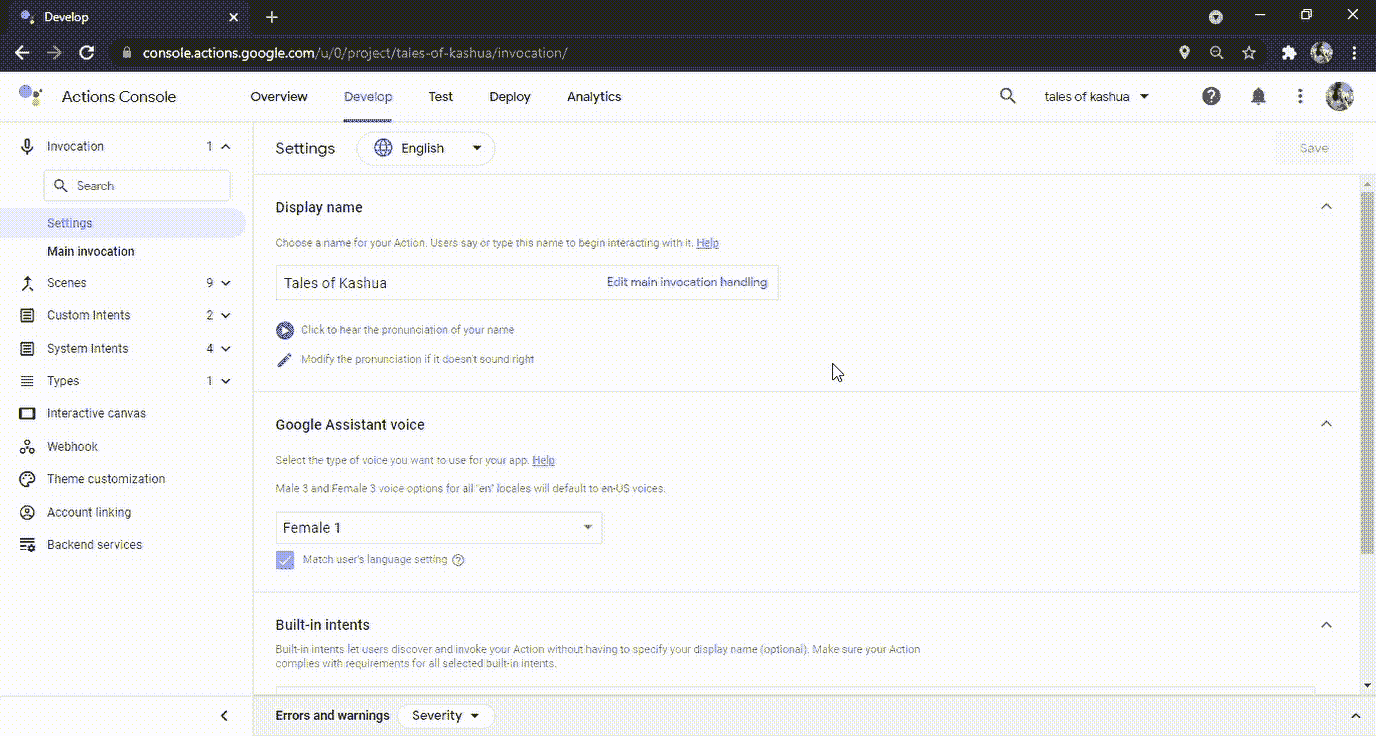 Develop
console.actions.google.com/u/0/project/tales-of-kashua/invocation/
Actions Console
Overview
Develop
Test
Deploy
Analytics
tales of kashua
Invocation 1
Search
Settings
Main invocation
Scenes 9
Custom Intents 2
System Intents 4
Types 1
Interactive canvas
Webhook
Theme customization
Account linking
Backend services
Settings
English
Save
Display name
Choose a name for your Action. Users say or type this name to begin interacting with it. Help
Tales of Kashua
Edit main invocation handling
Click to hear the pronunciation of your name
Modify the pronunciation if it doesn't sound right
Google Assistant voice
Select the type of voice you want to use for your app. Help
Male 3 and Female 3 voice options for all "en" locales will default to en-US voices.
Female 1
Match user's language setting
Built-in intents
Built-in intents let users discover and invoke your Action without having to specify your display name (optional). Make sure your Action
complies with requirements for all selected built-in intents.
Errors and warnings
Severity